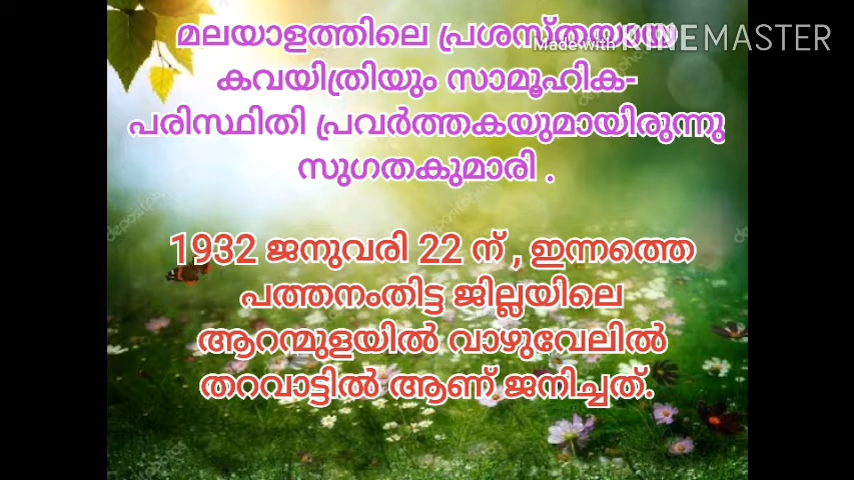 മലയാളത്തിലെ പ്രശസ്തയായ
Made with KINEMASTER
കവയിത്രിയും സാമൂഹിക-
പരിസ്ഥിതി പ്രവർത്തകയുമായിരുന്നു
സുഗതകുമാരി .
1932 ജനുവരി 22 ന് , ഇന്നത്തെ
പത്തനംതിട്ട ജില്ലയിലെ
ആറന്മുളയിൽ വാഴുവേലിൽ
തറവാട്ടിൽ ആണ് ജനിച്ചത്.